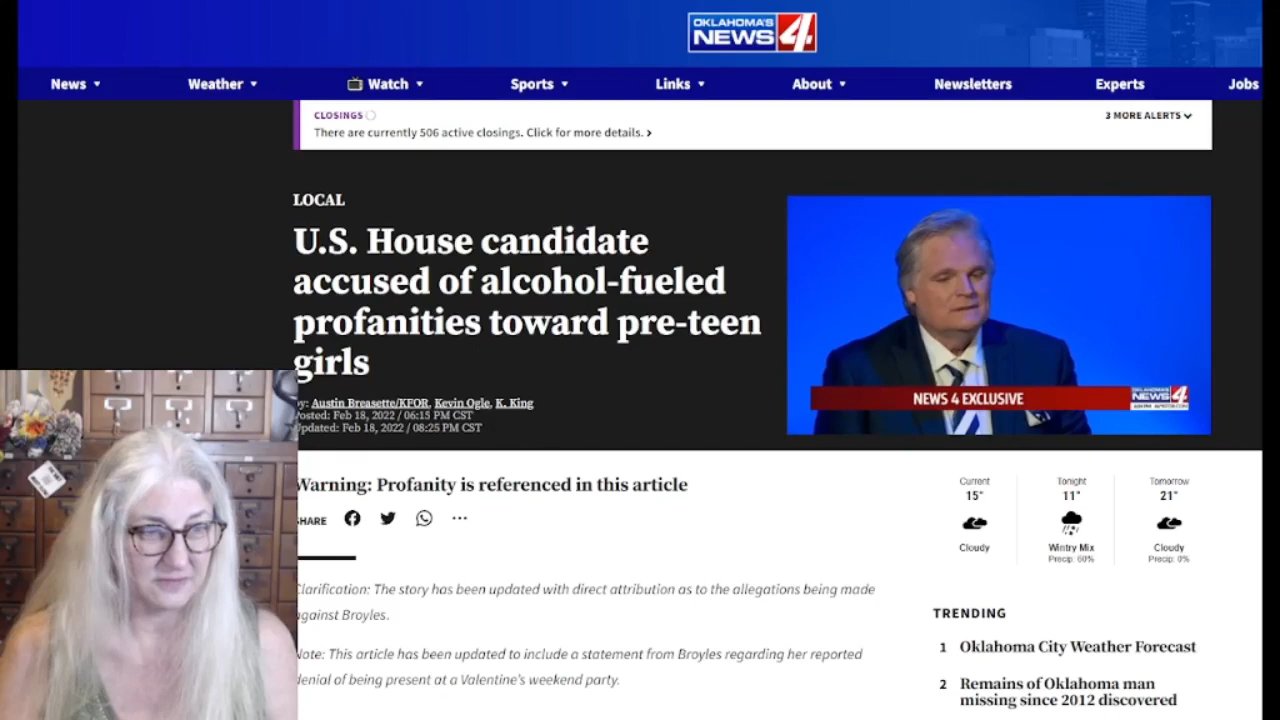 OKLAHOMA'S
NEWS 4
News Weather Watch Sports Links About Newsletters Experts Jobs
CLOSINGS
There are currently 506 active closings. Click for more details.
3 MORE ALERTS
LOCAL
U.S. House candidate
accused of alcohol-fueled
profanities toward pre-teen
girls
by: Austin Breasette/KFOR, Kevin Ogle, K. King
Posted: Feb 18, 2022 / 06:15 PM CST
Updated: Feb 18, 2022 / 08:25 PM CST
NEWS 4 EXCLUSIVE
OKLAHOMA'S
NEWS 4
Warning: Profanity is referenced in this article
SHARE
Clarification: The story has been updated with direct attribution as to the allegations being made
against Broyles.
Note: This article has been updated to include a statement from Broyles regarding her reported
denial of being present at a Valentine's weekend party.
Current
15°
Cloudy
Tonight
11°
Wintry Mix
Precip: 60%
Tomorrow
21°
Cloudy
Precip: 0%
TRENDING
1 Oklahoma City Weather Forecast
2 Remains of Oklahoma man
missing since 2012 discovered